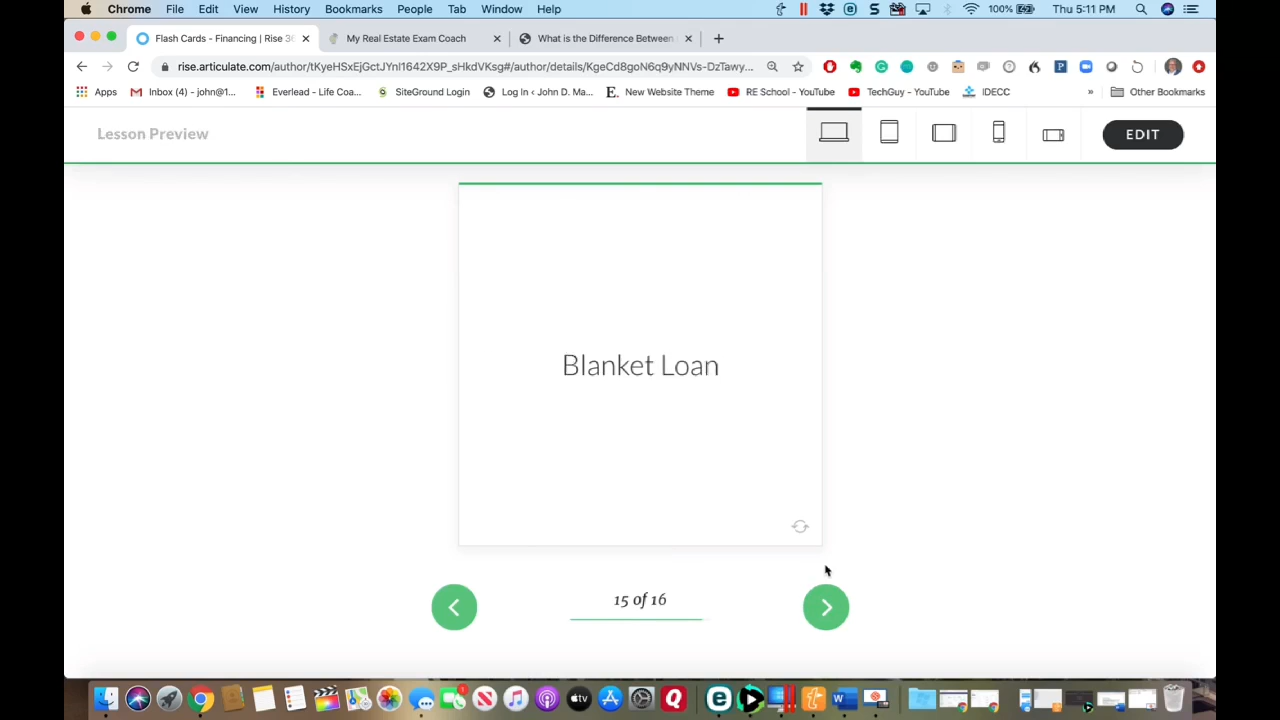 Chrome File Edit View History Bookmarks People Tab Window Help 100% Thu 5:11 PM
Flash Cards - Financing | Rise 36 My Real Estate Exam Coach What is the Difference Between
rise.articulate.com/author/tKyeHSxEjGctJYnl1642X9P_sHkdVKsg#/author/details/KgeCd8goN6q9yNNVs-DzTawy...
Apps Inbox (4) - john@1... Everlead - Life Coa... SiteGround Login Log In ‹ John D. Ma... New Website Theme RE School - YouTube TechGuy - YouTube IDECC » Other Bookmarks
Lesson Preview
EDIT
Blanket Loan
15 of 16